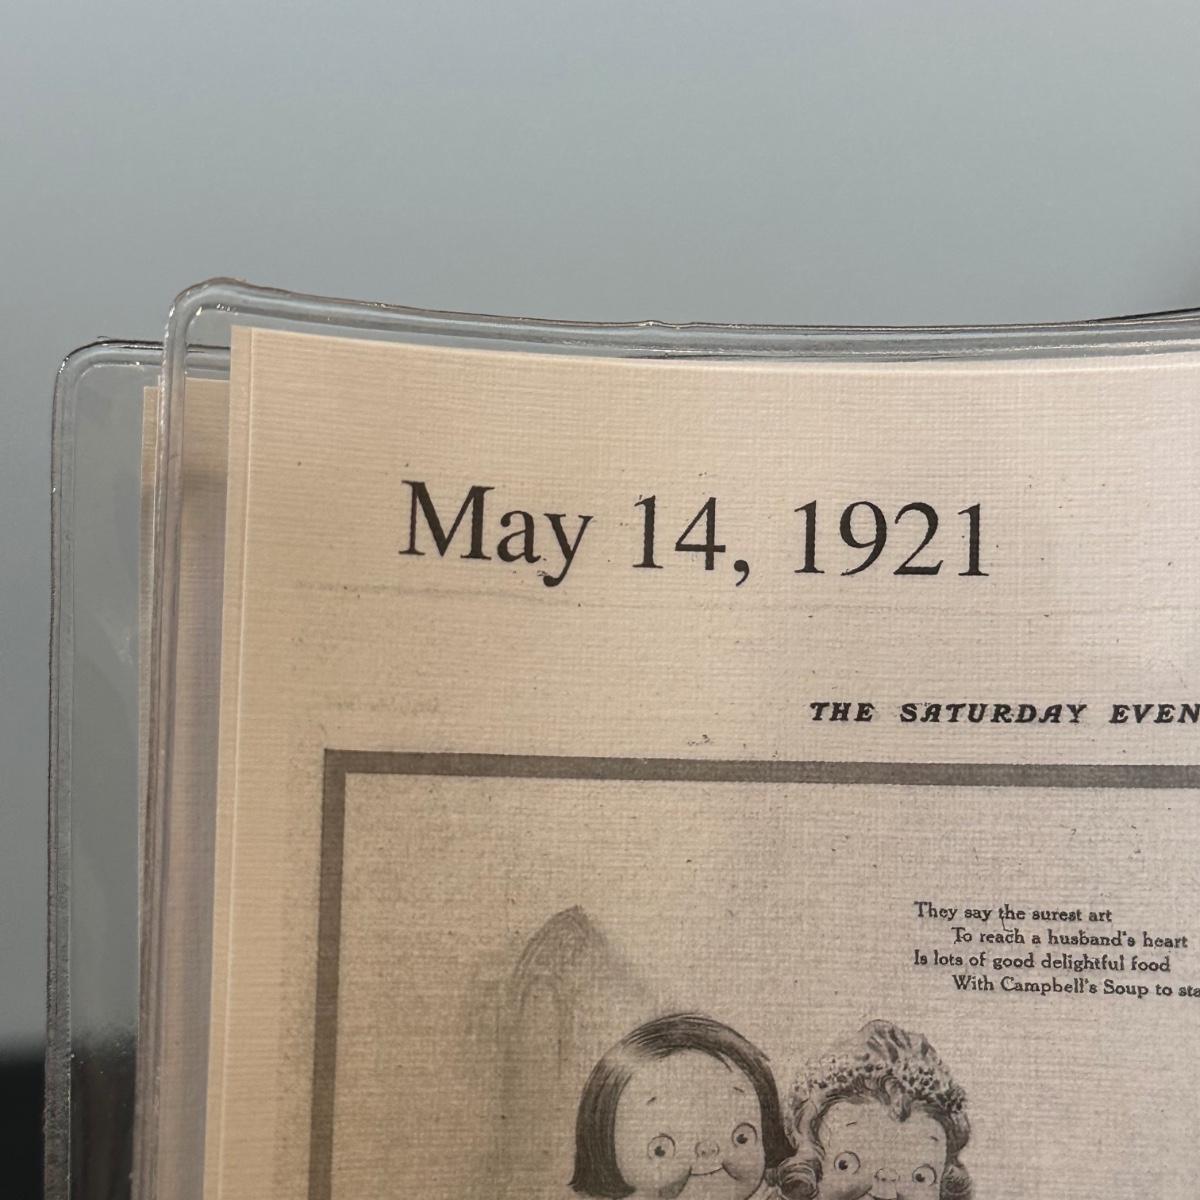 May 14, 1921
THE SATURDAY EVEN
They say the surest art
To reach a husband's heart
Is lots of good delightful food
With Campbell's Soup to sta